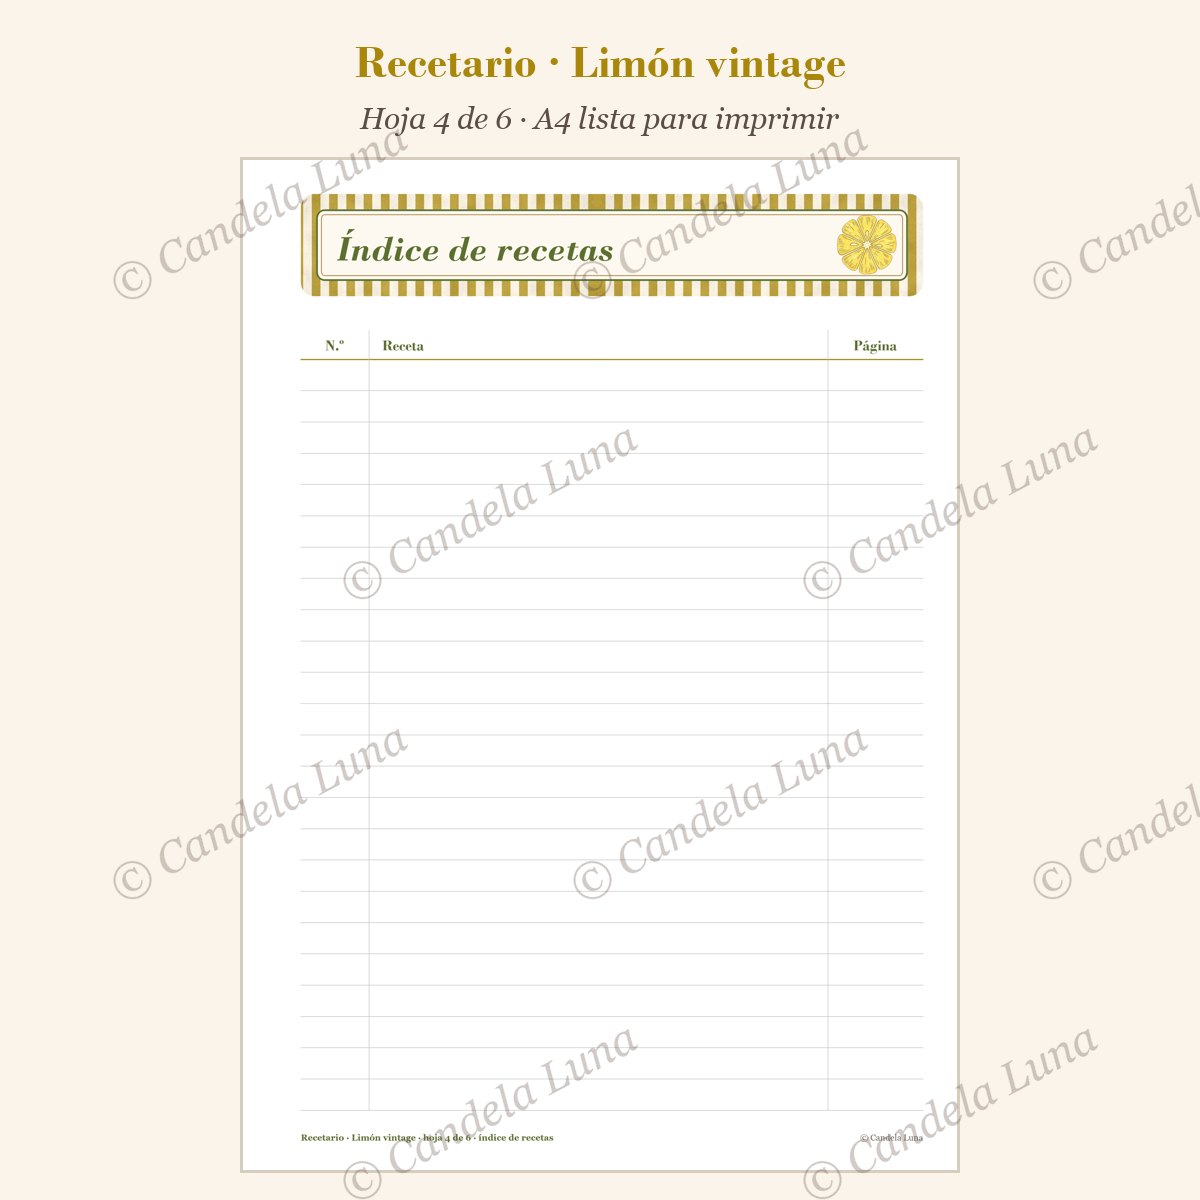 Recetario · Limón vintage
Hoja 4 de 6 · A4 lista para imprimir
© Candela Luna
© Candela Luna
© Candela
Índice de recetas
N.º Receta Página
© Candela Luna
© Candela Luna
© Candela Luna
© Candela Luna
© Candela
© Candela Luna
© Candela Luna
Recetario · Limón vintage · hoja 4 de 6 · índice de recetas
© Candela Luna